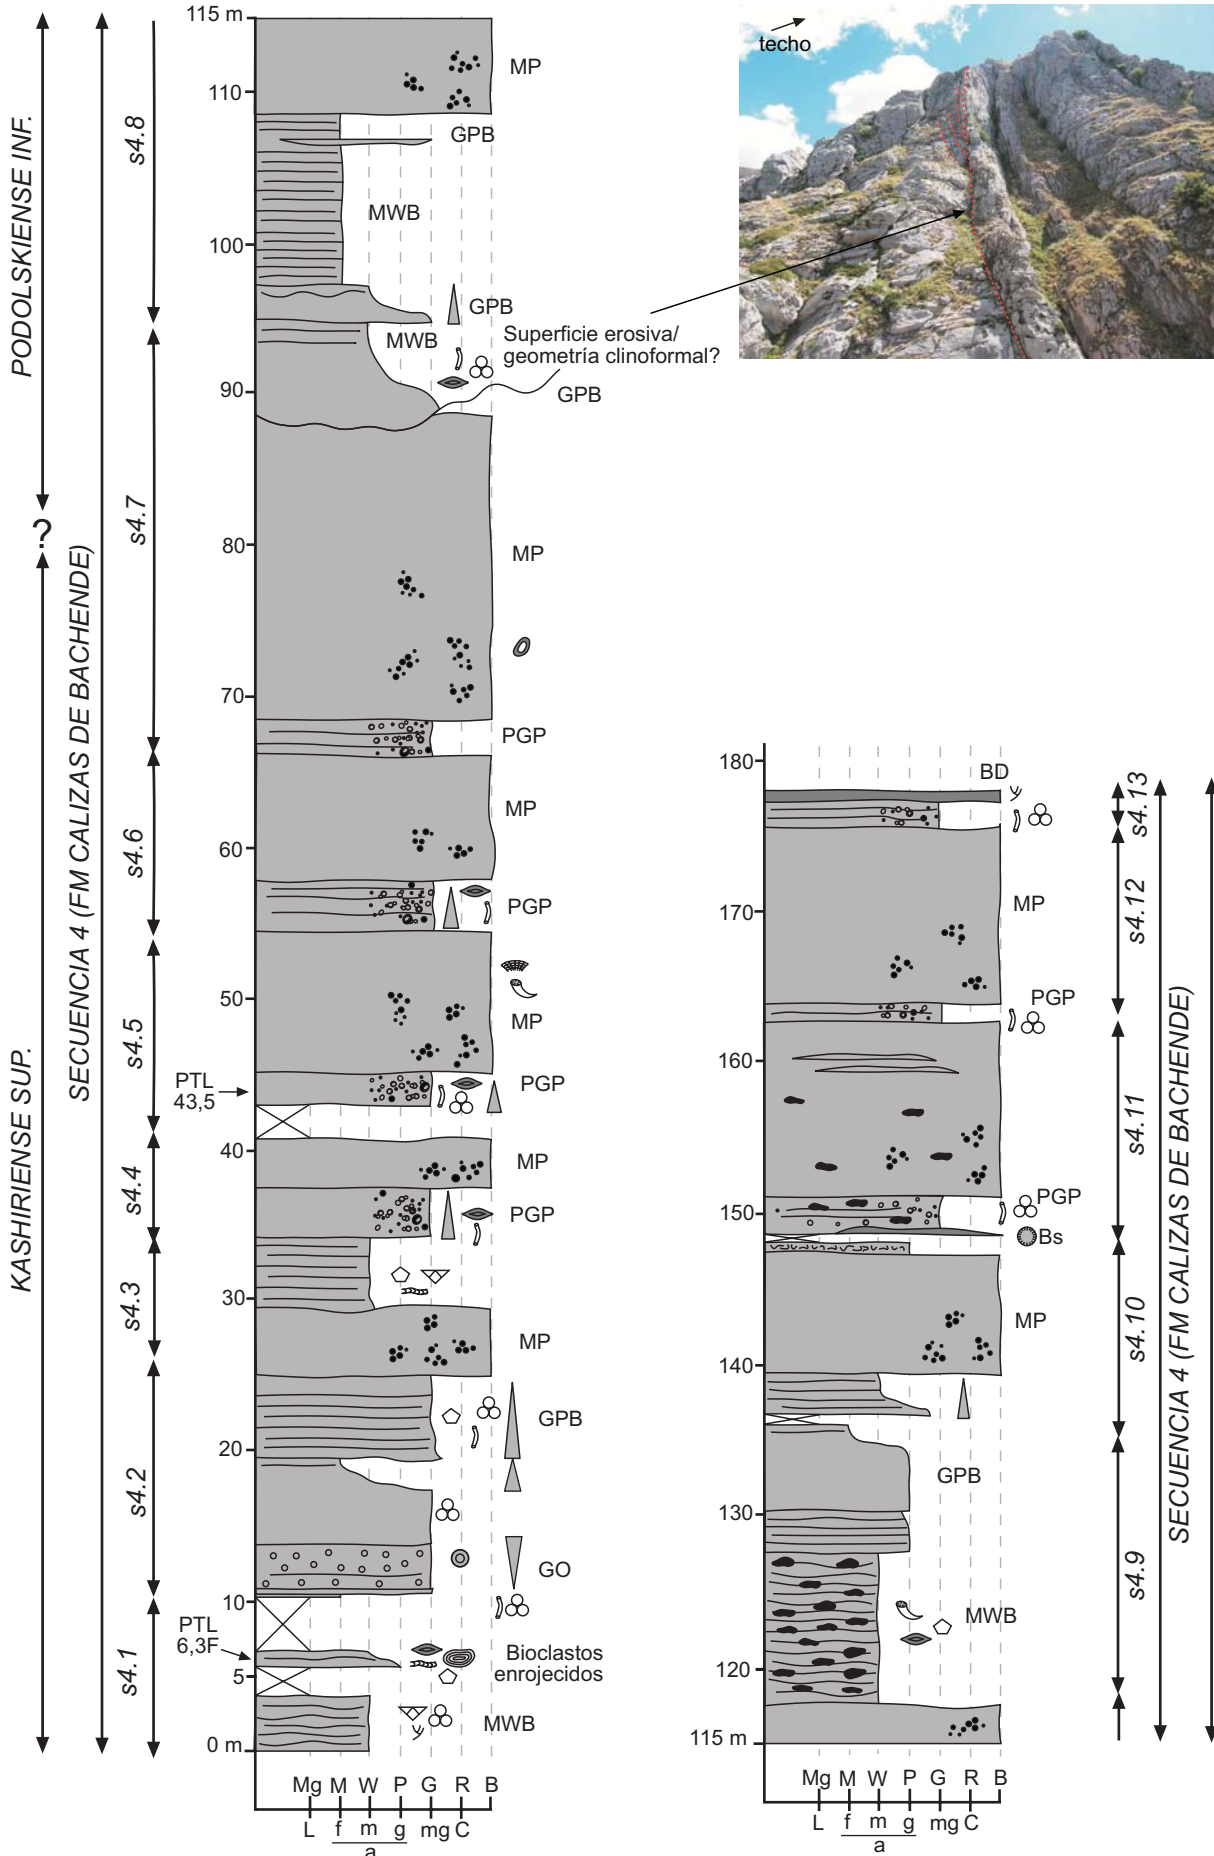 115 m
110
100
90
80
70
60
50
40
30
20
10
5
0 m
PODOLSKIENSE INF.
?
KASHIRIENSE SUP.
SECUENCIA 4 (FM CALIZAS DE BACHENDE)
s4.8
s4.7
s4.6
s4.5
s4.4
s4.3
s4.2
s4.1
PTL
43,5
PTL
6,3F
MP
GPB
MWB
GPB
MWB
Superficie erosiva/
geometría clinoformal?
GPB
MP
PGP
MP
PGP
MP
PGP
MP
PGP
MP
GPB
GO
Bioclastos
enrojecidos
MWB
Mg M W P G R B
L f m g mg C
a
techo
180
170
160
150
140
130
120
115 m
BD
MP
PGP
PGP
Bs
MP
GPB
MWB
s4.13
s4.12
s4.11
s4.10
s4.9
SECUENCIA 4 (FM CALIZAS DE BACHENDE)
Mg M W P G R B
L f m g mg C
a